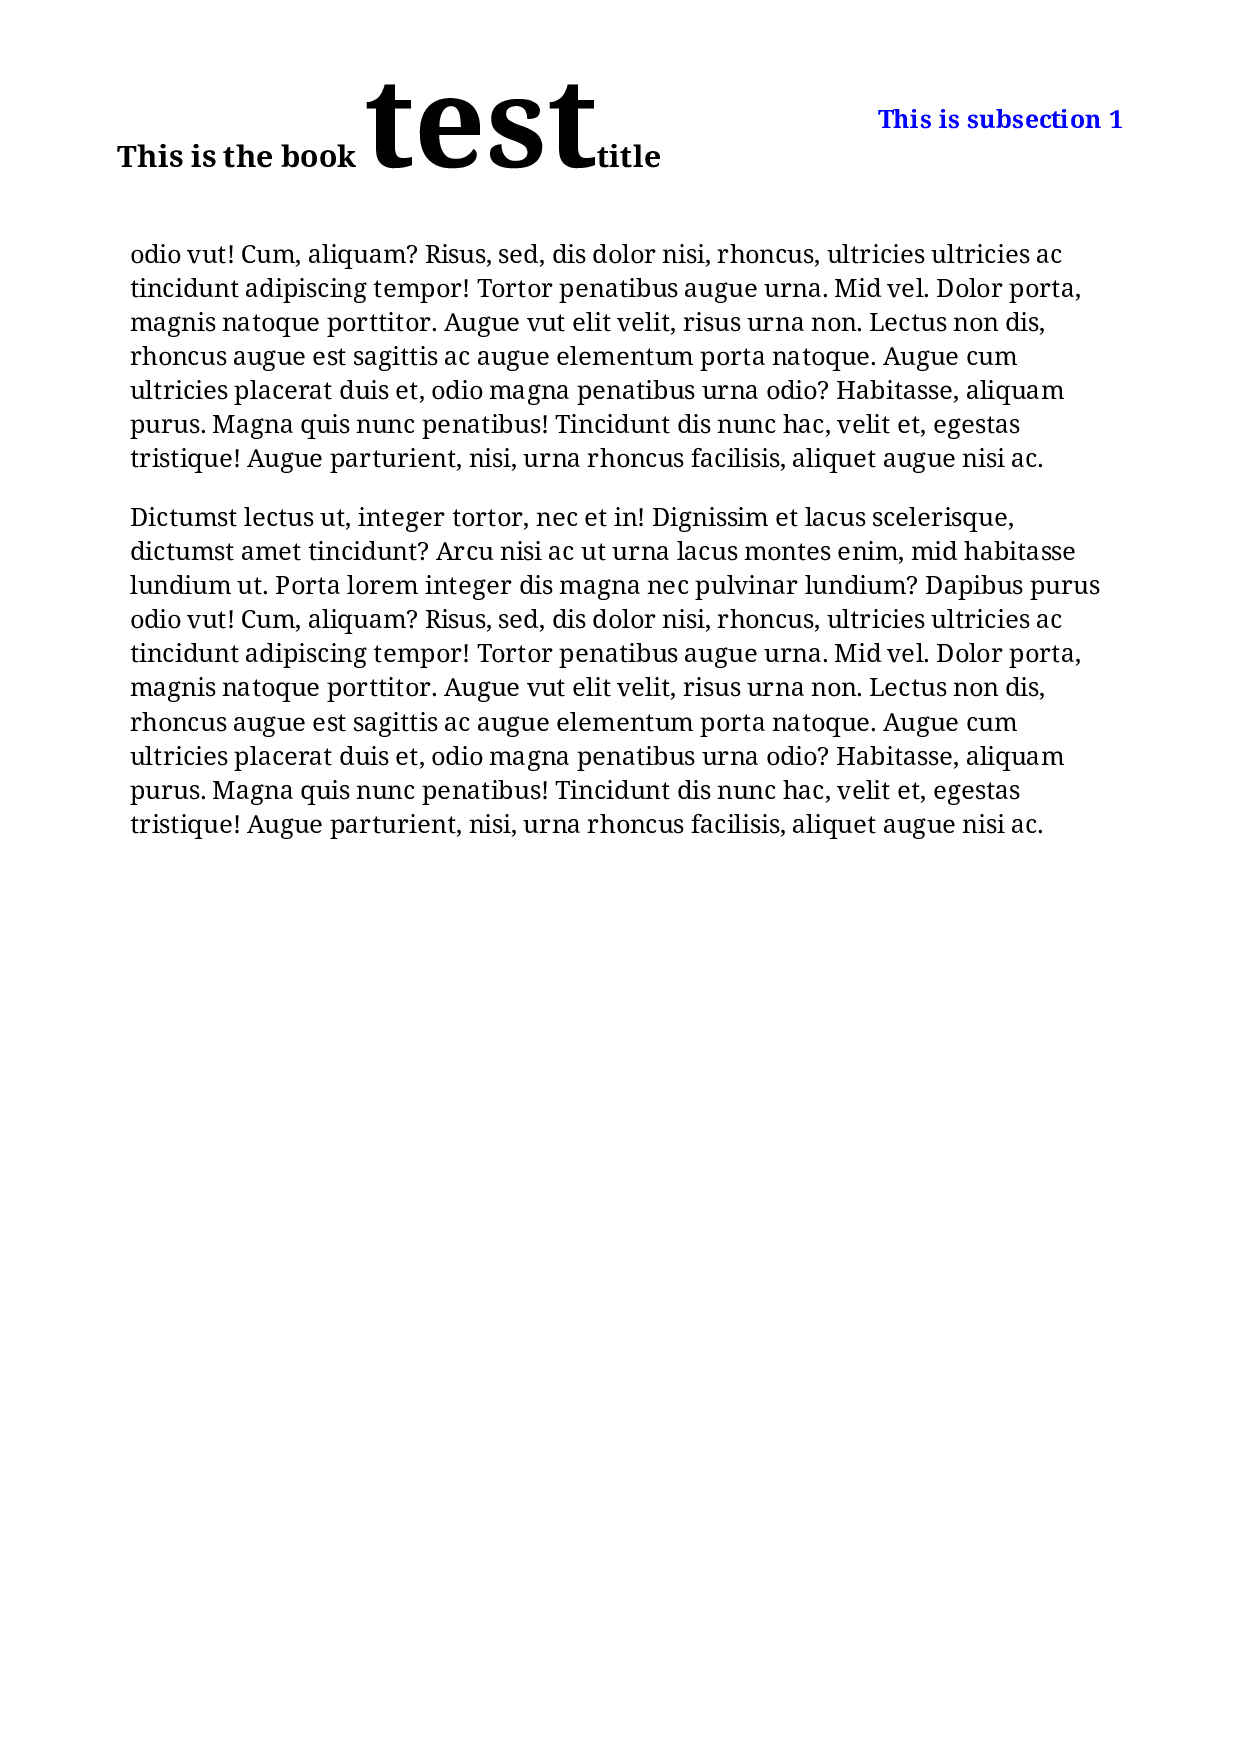 This is the book test title
This is subsection 1
odio vut! Cum, aliquam? Risus, sed, dis dolor nisi, rhoncus, ultricies ultricies ac
tincidunt adipiscing tempor! Tortor penatibus augue urna. Mid vel. Dolor porta,
magnis natoque porttitor. Augue vut elit velit, risus urna non. Lectus non dis,
rhoncus augue est sagittis ac augue elementum porta natoque. Augue cum
ultricies placerat duis et, odio magna penatibus urna odio? Habitasse, aliquam
purus. Magna quis nunc penatibus! Tincidunt dis nunc hac, velit et, egestas
tristique! Augue parturient, nisi, urna rhoncus facilisis, aliquet augue nisi ac.
Dictumst lectus ut, integer tortor, nec et in! Dignissim et lacus scelerisque,
dictumst amet tincidunt? Arcu nisi ac ut urna lacus montes enim, mid habitasse
lundium ut. Porta lorem integer dis magna nec pulvinar lundium? Dapibus purus
odio vut! Cum, aliquam? Risus, sed, dis dolor nisi, rhoncus, ultricies ultricies ac
tincidunt adipiscing tempor! Tortor penatibus augue urna. Mid vel. Dolor porta,
magnis natoque porttitor. Augue vut elit velit, risus urna non. Lectus non dis,
rhoncus augue est sagittis ac augue elementum porta natoque. Augue cum
ultricies placerat duis et, odio magna penatibus urna odio? Habitasse, aliquam
purus. Magna quis nunc penatibus! Tincidunt dis nunc hac, velit et, egestas
tristique! Augue parturient, nisi, urna rhoncus facilisis, aliquet augue nisi ac.